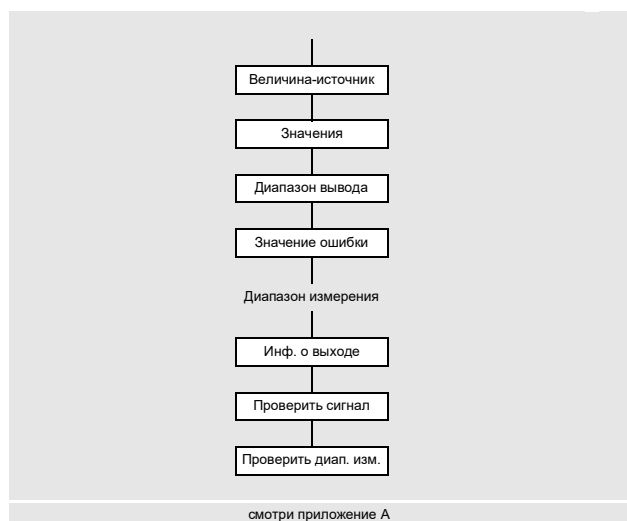 Величина-источник
Значения
Диапазон вывода
Значение ошибки
Диапазон измерения
Инф. о выходе
Проверить сигнал
Проверить диап. изм.
смотри приложение A